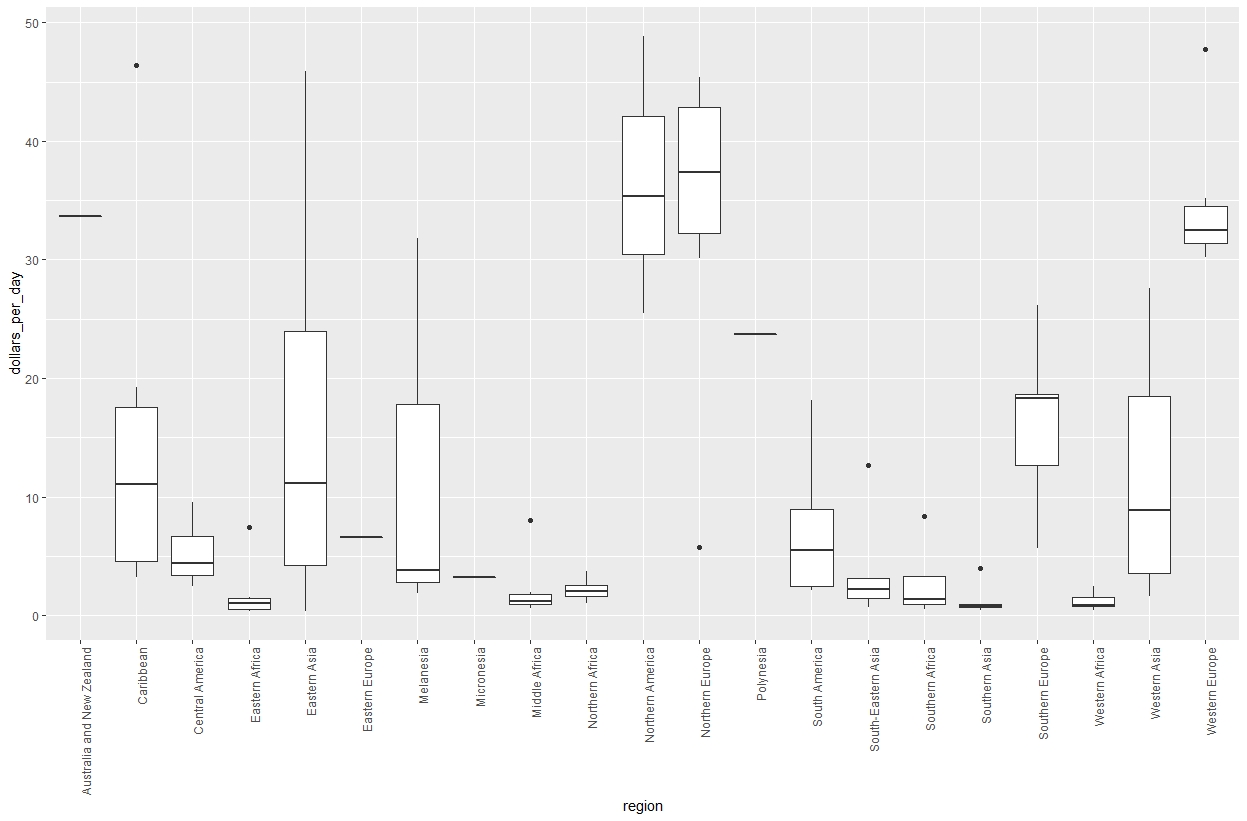 50
40
30
20
10
0
dollars_per_day
Australia and New Zealand
Caribbean
Central America
Eastern Africa
Eastern Asia
Eastern Europe
Melanesia
Micronesia
Middle Africa
Northern Africa
Northern America
Northern Europe
Polynesia
South America
South-Eastern Asia
Southern Africa
Southern Asia
Southern Europe
Western Africa
Western Asia
Western Europe
region